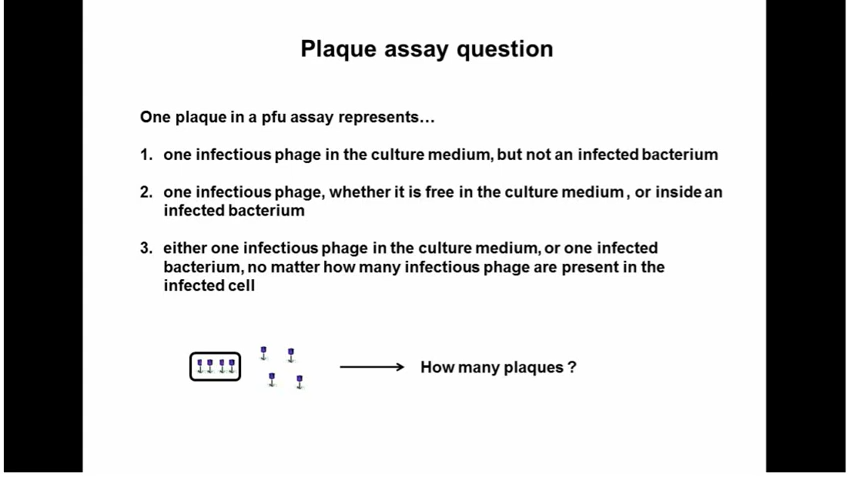 Plaque assay question
One plaque in a pfu assay represents...
1. one infectious phage in the culture medium, but not an infected bacterium
2. one infectious phage, whether it is free in the culture medium, or inside an
infected bacterium
3. either one infectious phage in the culture medium, or one infected
bacterium, no matter how many infectious phage are present in the
infected cell
How many plaques ?